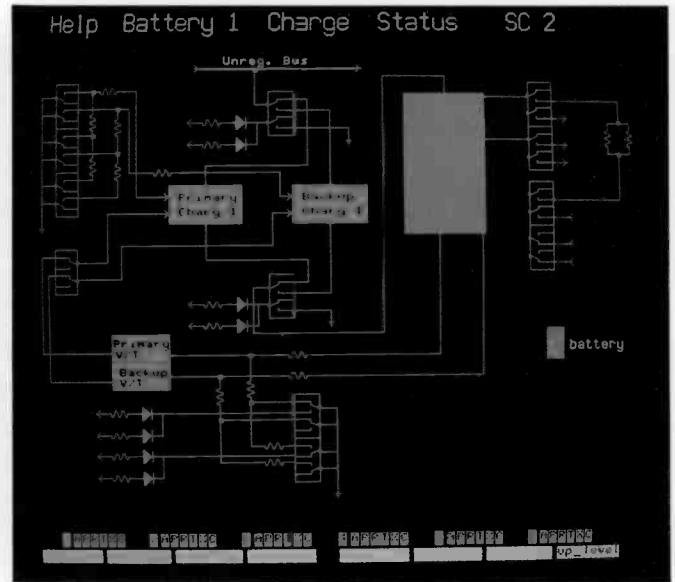 Help Battery 1 Charge Status SC 2
Unreg. Bus
Primary
Charg 1
Backup
Charg 1
Primary
V/T
Backup
V/T
battery
up_level